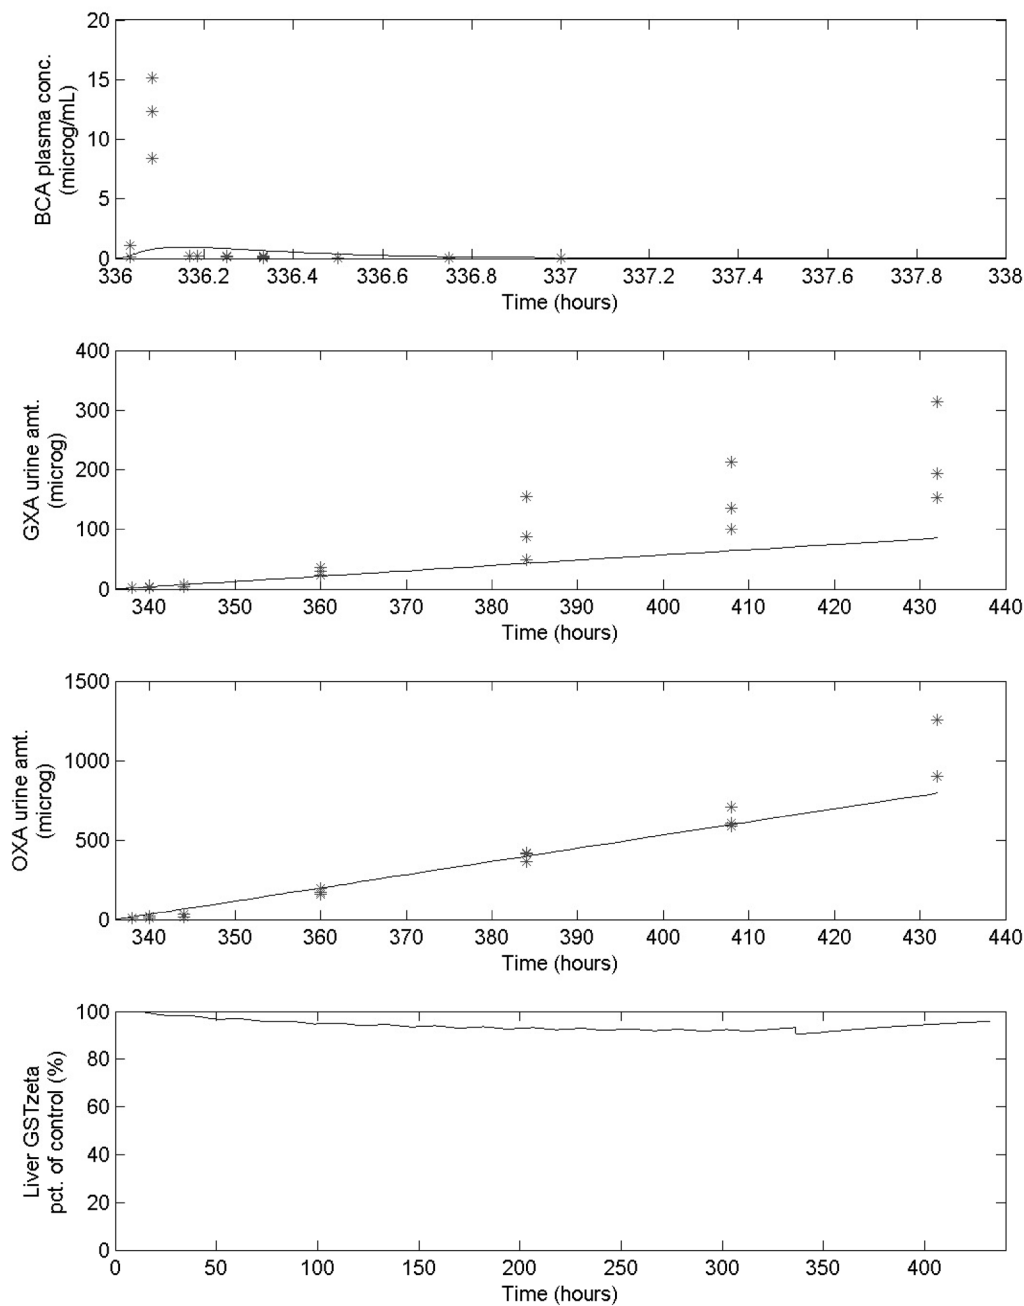 20
15
10
5
0
BCA plasma conc.
(microg/mL)
336 336.2 336.4 336.6 336.8 337 337.2 337.4 337.6 337.8 338
Time (hours)
400
300
200
100
0
GXA urine amt.
(microg)
340 350 360 370 380 390 400 410 420 430 440
Time (hours)
1500
1000
500
0
OXA urine amt.
(microg)
340 350 360 370 380 390 400 410 420 430 440
Time (hours)
100
80
60
40
20
0
Liver GSTzeta
pct. of control (%)
0 50 100 150 200 250 300 350 400
Time (hours)